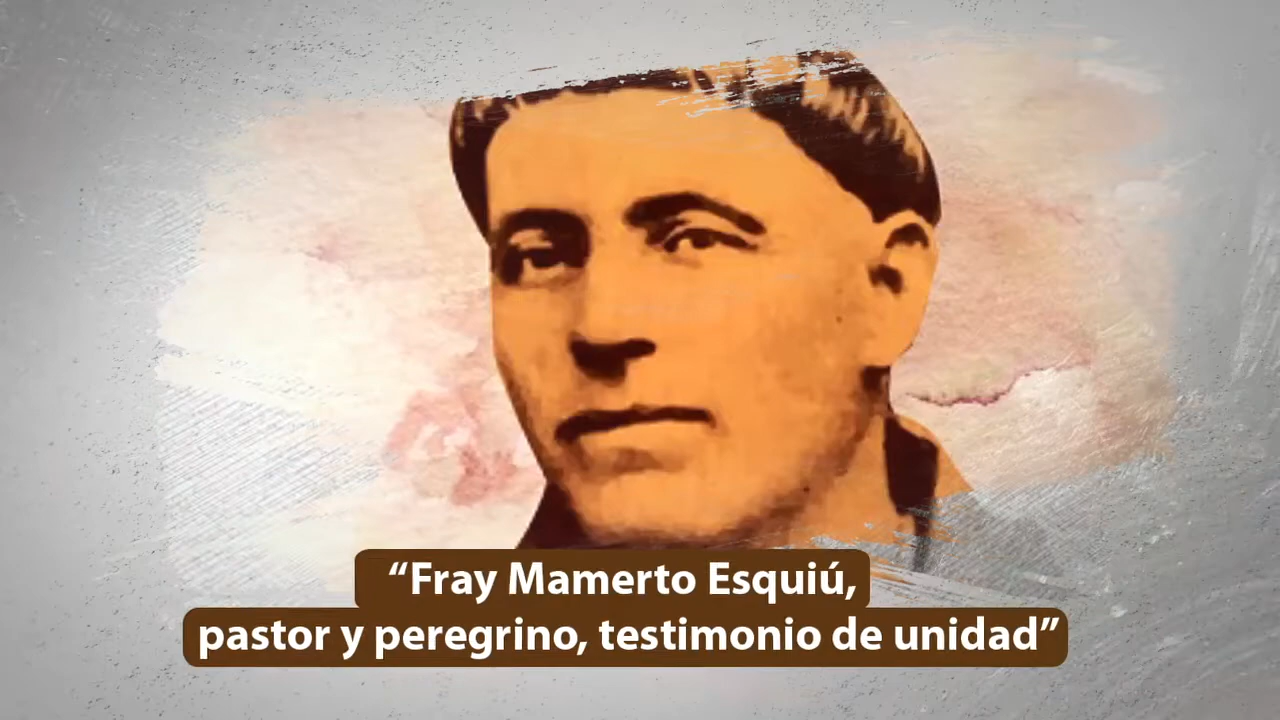 “Fray Mamerto Esquiú,
pastor y peregrino, testimonio de unidad”